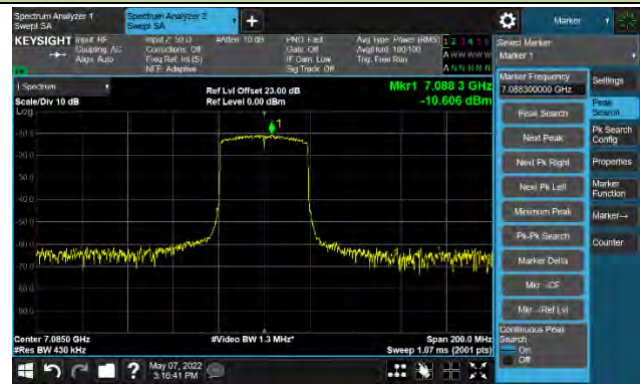 Spectrum Analyzer 1
Swept SA
Spectrum Analyzer 2
Swept SA
Marker
KEYSIGHT
Input: RF
Coupling: AC
Align: Auto
Input Z: 50 Ω
Corrections: Off
Freq Ref: Int (S)
NFE: Adaptive
#Atten: 10 dB
PNO: Fast
Gate: Off
IF Gain: Low
Sig Track: Off
Avg Type: Power (RMS)
Avg|Hold: 100/100
Trig: Free Run
1 2 3 4 5 6
A W W W W W
A N N N N N
Select Marker
Marker 1
1 Spectrum
Scale/Div 10 dB
Log
Ref Lvl Offset 23.00 dB
Ref Level 0.00 dBm
Mkr1 7.088 3 GHz
-10.606 dBm
1
-10.0
-20.0
-30.0
-40.0
-50.0
-60.0
-70.0
-80.0
-90.0
Center 7.0850 GHz
#Res BW 430 kHz
#Video BW 1.3 MHz*
Span 200.0 MHz
Sweep 1.07 ms (2001 pts)
Marker Frequency
7.088300000 GHz
Peak Search
Next Peak
Next Pk Right
Next Pk Left
Minimum Peak
Pk-Pk Search
Marker Delta
Mkr→CF
Mkr→Ref Lvl
Continuous Peak
Search
On
Off
Settings
Peak
Search
Pk Search
Config
Properties
Marker
Function
Marker→
Counter
May 07, 2022
3:16:41 PM